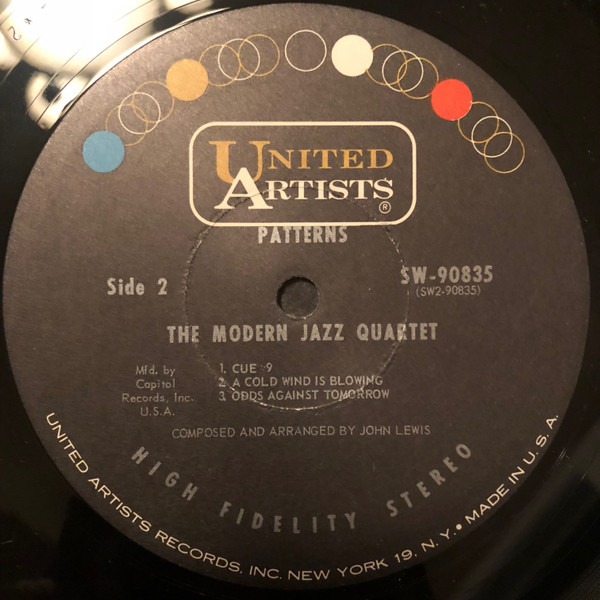 UNITED
ARTISTS®
PATTERNS
Side 2
SW-90835
(SW2-90835)
THE MODERN JAZZ QUARTET
Mfd. by
Capitol
Records, Inc.
U.S.A.
1. CUE 9
2. A COLD WIND IS BLOWING
3. ODDS AGAINST TOMORROW
COMPOSED AND ARRANGED BY JOHN LEWIS
HIGH FIDELITY STEREO
UNITED ARTISTS RECORDS, INC. NEW YORK 19, N. Y. • MADE IN U. S. A.